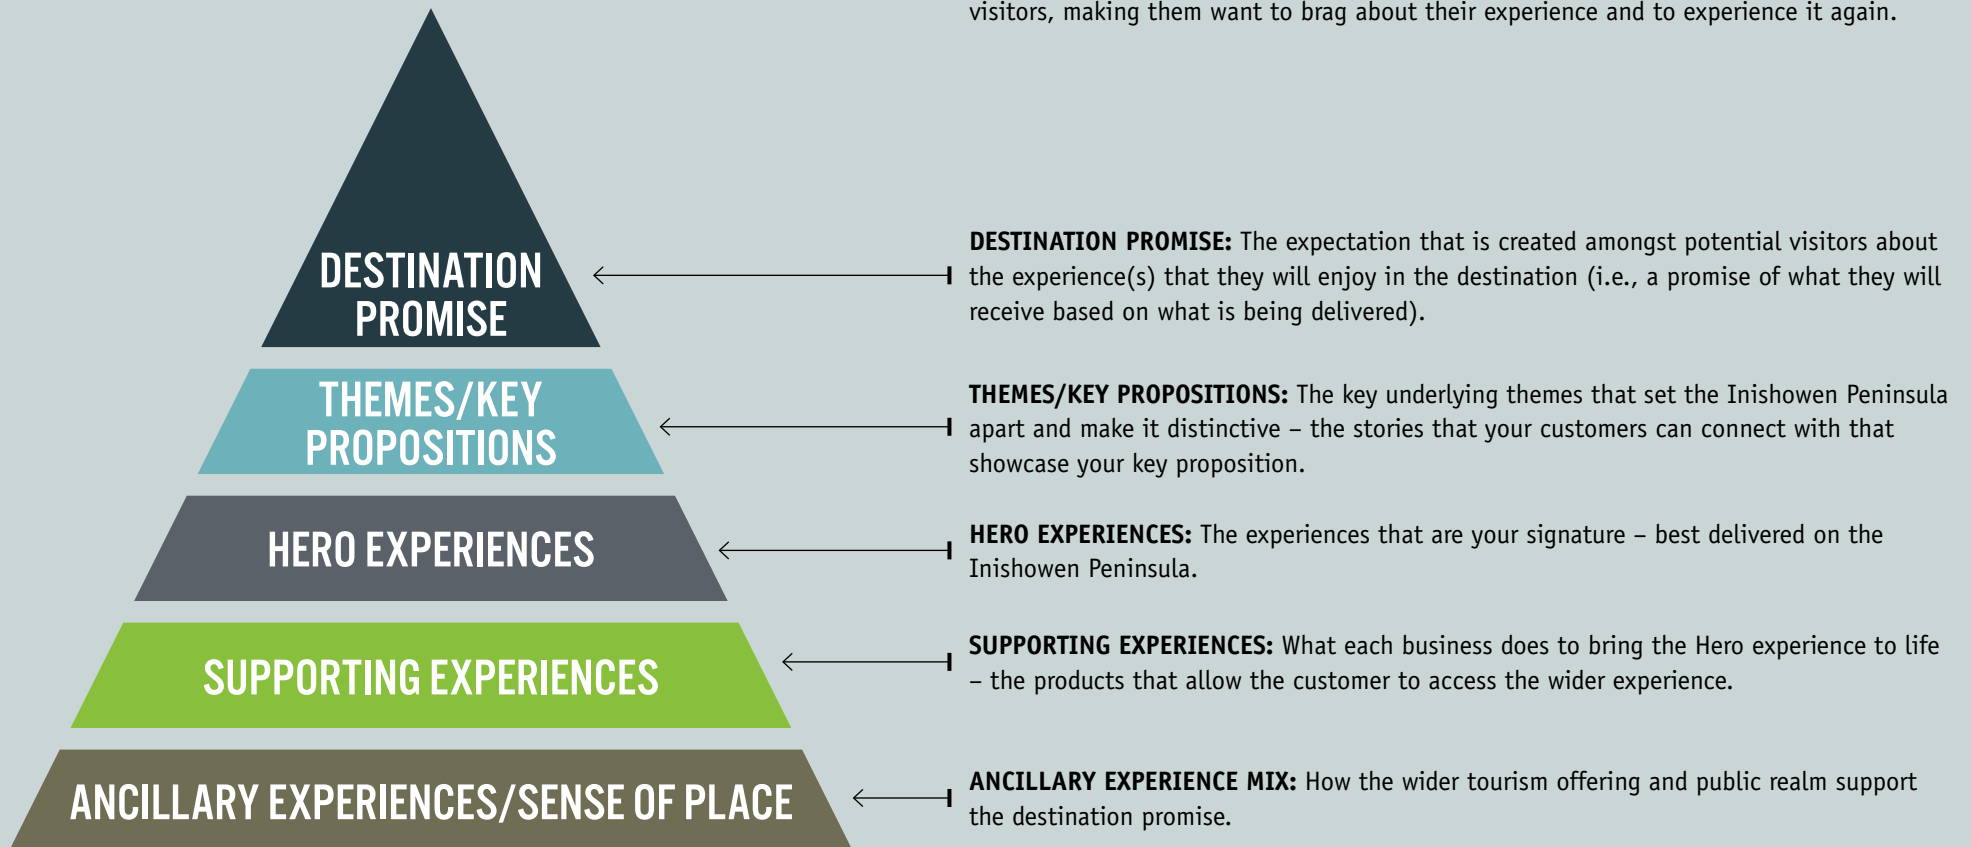 visitors, making them want to brag about their experience and to experience it again.
DESTINATION
PROMISE
DESTINATION PROMISE: The expectation that is created amongst potential visitors about
the experience(s) that they will enjoy in the destination (i.e., a promise of what they will
receive based on what is being delivered).
THEMES/KEY
PROPOSITIONS
THEMES/KEY PROPOSITIONS: The key underlying themes that set the Inishowen Peninsula
apart and make it distinctive – the stories that your customers can connect with that
showcase your key proposition.
HERO EXPERIENCES
HERO EXPERIENCES: The experiences that are your signature – best delivered on the
Inishowen Peninsula.
SUPPORTING EXPERIENCES
SUPPORTING EXPERIENCES: What each business does to bring the Hero experience to life
– the products that allow the customer to access the wider experience.
ANCILLARY EXPERIENCES/SENSE OF PLACE
ANCILLARY EXPERIENCE MIX: How the wider tourism offering and public realm support
the destination promise.